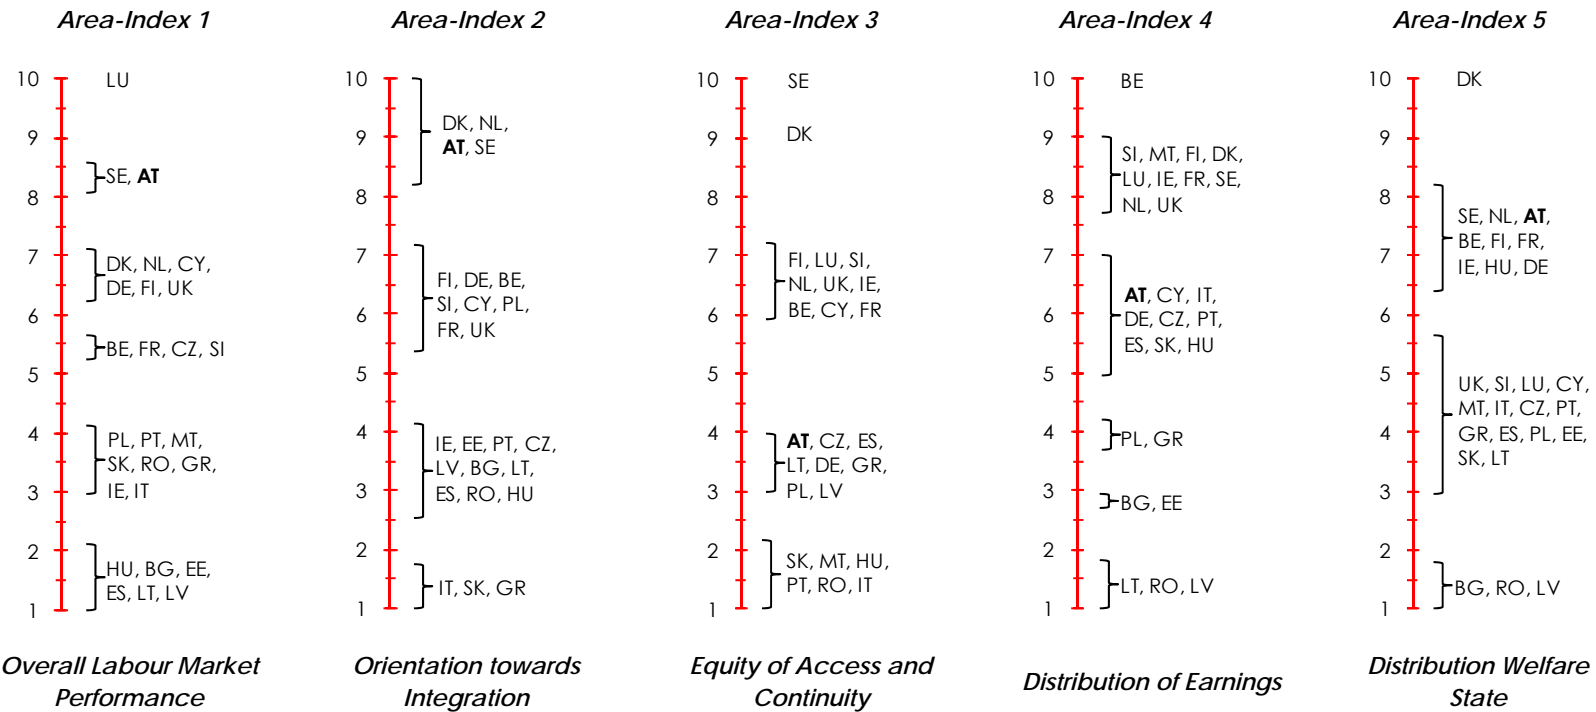 Area-Index 1
10
LU
9
SE, AT
8
7
DK, NL, CY,
DE, FI, UK
6
BE, FR, CZ, SI
5
4
PL, PT, MT,
SK, RO, GR,
IE, IT
3
2
HU, BG, EE,
ES, LT, LV
1
Overall Labour Market
Performance
Area-Index 2
10
DK, NL,
AT, SE
9
8
7
FI, DE, BE,
SI, CY, PL,
FR, UK
6
5
4
IE, EE, PT, CZ,
LV, BG, LT,
ES, RO, HU
3
2
IT, SK, GR
1
Orientation towards
Integration
Area-Index 3
10
SE
9
DK
8
7
FI, LU, SI,
NL, UK, IE,
BE, CY, FR
6
5
4
AT, CZ, ES,
LT, DE, GR,
PL, LV
3
2
SK, MT, HU,
PT, RO, IT
1
Equity of Access and
Continuity
Area-Index 4
10
BE
9
SI, MT, FI, DK,
LU, IE, FR, SE,
NL, UK
8
7
AT, CY, IT,
DE, CZ, PT,
ES, SK, HU
6
5
4
PL, GR
3
BG, EE
2
LT, RO, LV
1
Distribution of Earnings
Area-Index 5
10
DK
9
8
SE, NL, AT,
BE, FI, FR,
IE, HU, DE
7
6
5
UK, SI, LU, CY,
MT, IT, CZ, PT,
GR, ES, PL, EE,
SK, LT
4
3
2
BG, RO, LV
1
Distribution Welfare
State